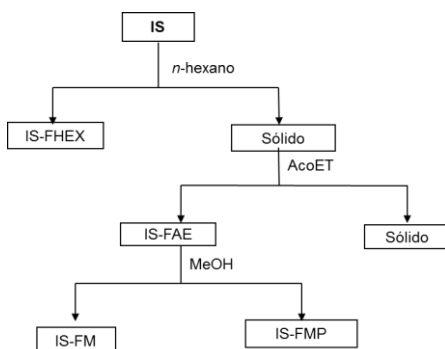 IS
n-hexano
IS-FHEX
Sólido
AcoET
IS-FAE
Sólido
MeOH
IS-FM
IS-FMP